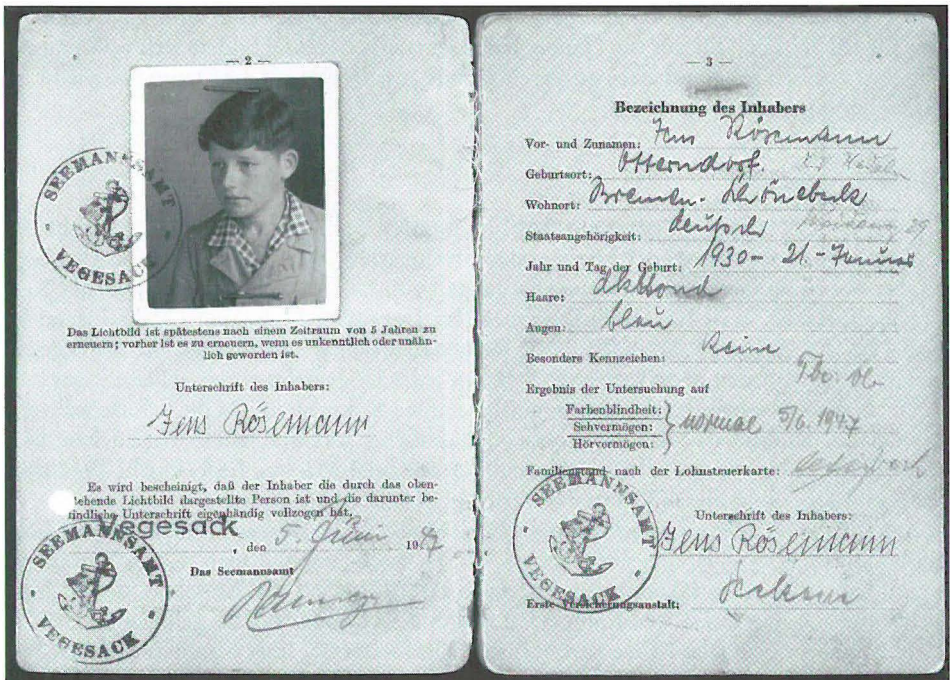 — 2 —
SEEMANNSAMT
VEGESACK
Das Lichtbild ist spätestens nach einem Zeitraum von 5 Jahren zu
erneuern; vorher ist es zu erneuern, wenn es unkenntlich oder unähn-
lich geworden ist.
Unterschrift des Inhabers:
Jens Rösemann
Es wird bescheinigt, daß der Inhaber die durch das oben-
stehende Lichtbild dargestellte Person ist und die darunter be-
findliche Unterschrift eigenhändig vollzogen hat.
Vegesack, den 5. Juni 1947
Das Seemannsamt
SEEMANNSAMT
VEGESACK
— 3 —
Bezeichnung des Inhabers
Vor- und Zunamen: Jens Rösemann
Geburtsort: Otterndorf.
Wohnort: Bremen-Schönebeck
Staatsangehörigkeit: deutsch
Jahr und Tag der Geburt: 1930 - 21. - Januar
Haare: dkblond
Augen: blau
Besondere Kennzeichen: Keine
Tbc.
Ergebnis der Untersuchung auf
Farbenblindheit:
Sehvermögen: normal 5/6. 1947
Hörvermögen:
Familienstand nach der Lohnsteuerkarte:
SEEMANNSAMT
VEGESACK
Unterschrift des Inhabers:
Jens Rösemann
Erste Versicherungsanstalt: